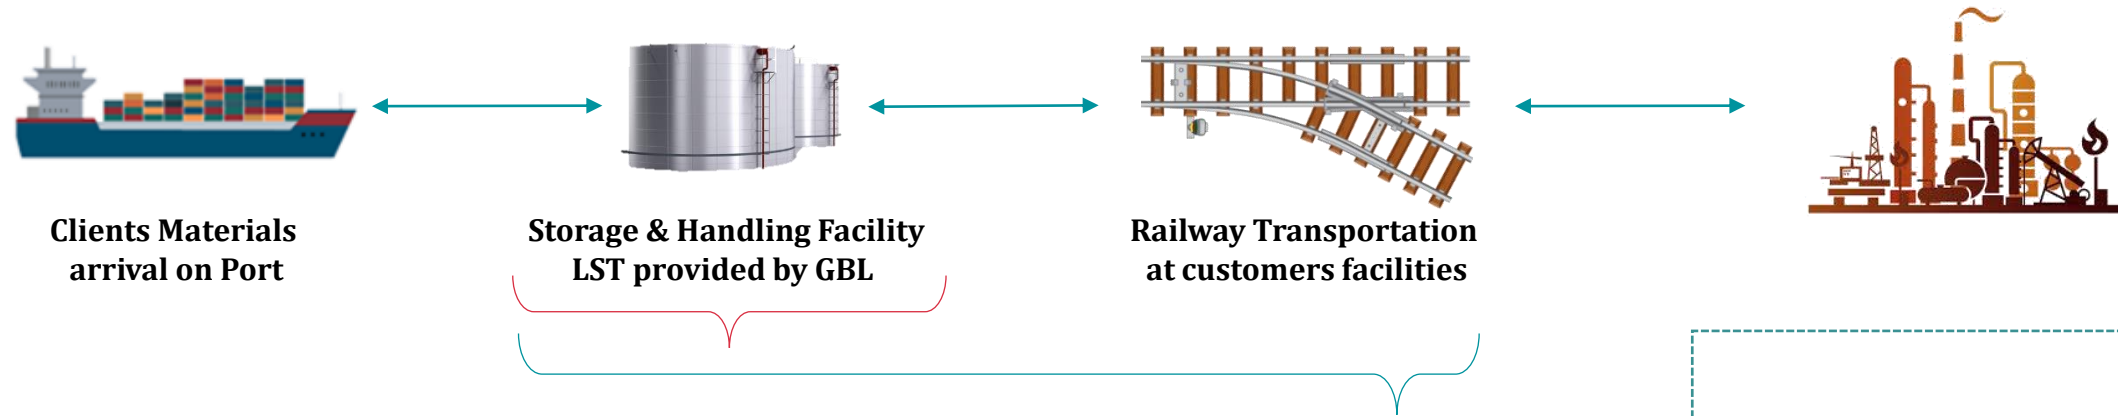 Clients Materials
arrival on Port
Storage & Handling Facility
LST provided by GBL
Railway Transportation
at customers facilities